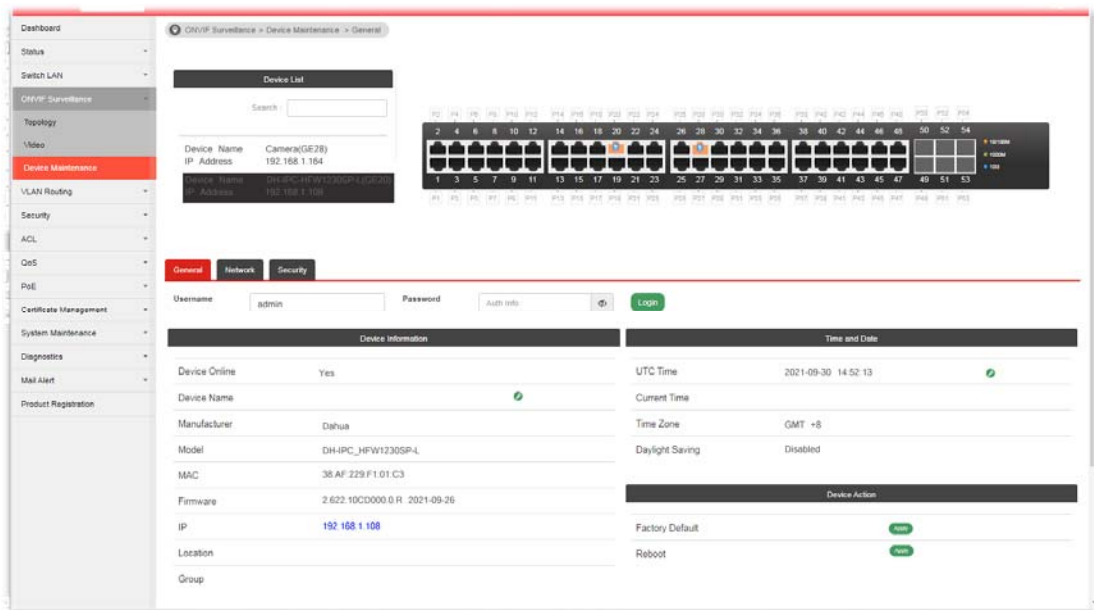 Dashboard
Status
Switch LAN
ONVIF Surveillance
Topology
Video
Device Maintenance
VLAN Routing
Security
ACL
QoS
PoE
Certificate Management
System Maintenance
Diagnostics
Mail Alert
Product Registration
ONVIF Surveillance > Device Maintenance > General
Device List
Search :
Device Name Camera(GE28)
IP Address 192.168.1.164
Device Name DH-IPC-HFW1230SP-L(GE20)
IP Address 192.168.1.108
2 4 6 8 10 12 14 16 18 20 22 24 26 28 30 32 34 36 38 40 42 44 46 48 50 52 54
1 3 5 7 9 11 13 15 17 19 21 23 25 27 29 31 33 35 37 39 41 43 45 47 49 51 53
10/100M
1000M
10G
General Network Security
Username admin Password Auth Info Login
Device Information
Device Online Yes
Device Name
Manufacturer Dahua
Model DH-IPC_HFW1230SP-L
MAC 38:AF:229:F1:01:C3
Firmware 2.622.10CD000.0.R 2021-09-26
IP 192.168.1.108
Location
Group
Time and Date
UTC Time 2021-09-30 14:52:13
Current Time
Time Zone GMT +8
Daylight Saving Disabled
Device Action
Factory Default Apply
Reboot Apply